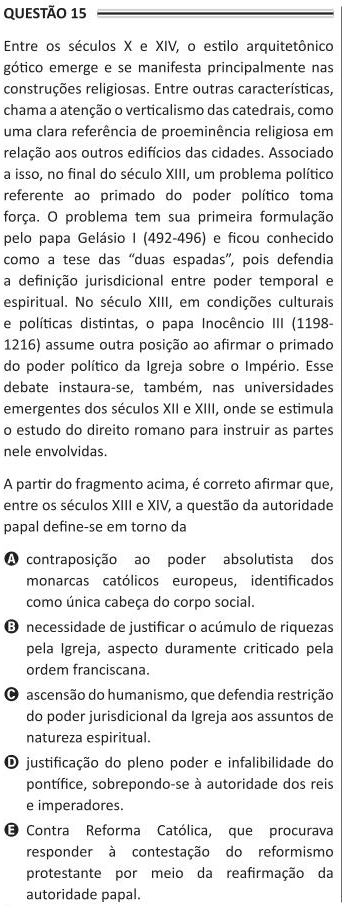 QUESTÃO 15
Entre os séculos X e XIV, o estilo arquitetônico
gótico emerge e se manifesta principalmente nas
construções religiosas. Entre outras características,
chama a atenção o verticalismo das catedrais, como
uma clara referência de proeminência religiosa em
relação aos outros edifícios das cidades. Associado
a isso, no final do século XIII, um problema político
referente ao primado do poder político toma
força. O problema tem sua primeira formulação
pelo papa Gelásio I (492-496) e ficou conhecido
como a tese das “duas espadas”, pois defendia
a definição jurisdicional entre poder temporal e
espiritual. No século XIII, em condições culturais
e políticas distintas, o papa Inocêncio III (1198-
1216) assume outra posição ao afirmar o primado
do poder político da Igreja sobre o Império. Esse
debate instaura-se, também, nas universidades
emergentes dos séculos XII e XIII, onde se estimula
o estudo do direito romano para instruir as partes
nele envolvidas.
A partir do fragmento acima, é correto afirmar que,
entre os séculos XIII e XIV, a questão da autoridade
papal define-se em torno da
A contraposição ao poder absolutista dos
monarcas católicos europeus, identificados
como única cabeça do corpo social.
B necessidade de justificar o acúmulo de riquezas
pela Igreja, aspecto duramente criticado pela
ordem franciscana.
C ascensão do humanismo, que defendia restrição
do poder jurisdicional da Igreja aos assuntos de
natureza espiritual.
D justificação do pleno poder e infalibilidade do
pontífice, sobrepondo-se à autoridade dos reis
e imperadores.
E Contra Reforma Católica, que procurava
responder à contestação do reformismo
protestante por meio da reafirmação da
autoridade papal.